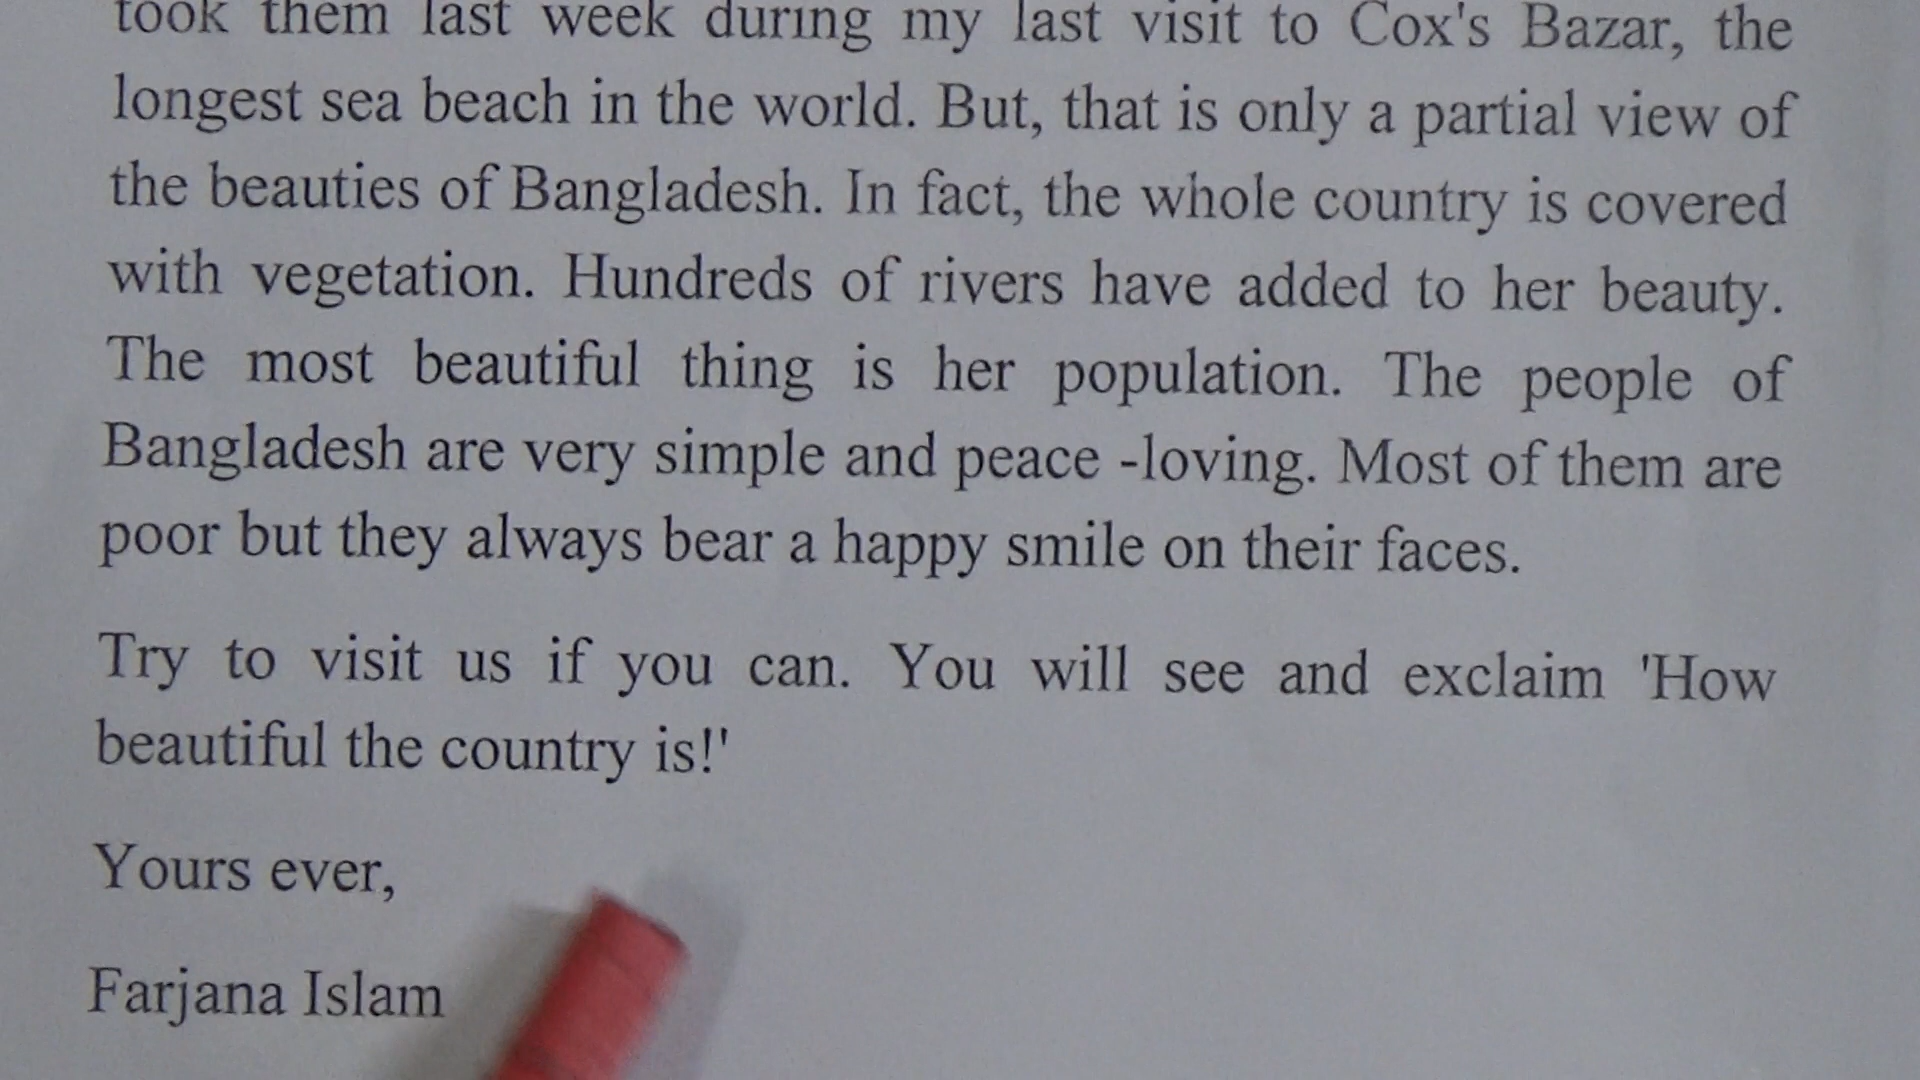 took them last week during my last visit to Cox's Bazar, the
longest sea beach in the world. But, that is only a partial view of
the beauties of Bangladesh. In fact, the whole country is covered
with vegetation. Hundreds of rivers have added to her beauty.
The most beautiful thing is her population. The people of
Bangladesh are very simple and peace -loving. Most of them are
poor but they always bear a happy smile on their faces.
Try to visit us if you can. You will see and exclaim 'How
beautiful the country is!'
Yours ever,
Farjana Islam